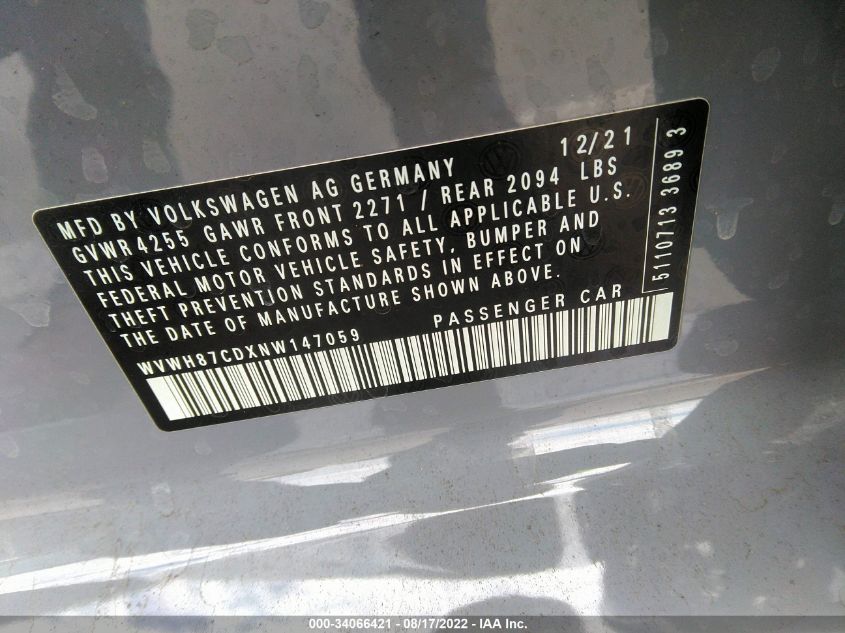 12/21
MFD BY VOLKSWAGEN AG GERMANY
GVWR 4255 GAWR FRONT 2271 / REAR 2094 LBS
THIS VEHICLE CONFORMS TO ALL APPLICABLE U.S.
FEDERAL MOTOR VEHICLE SAFETY, BUMPER AND
THEFT PREVENTION STANDARDS IN EFFECT ON
THE DATE OF MANUFACTURE SHOWN ABOVE.
WVWH87CDXNW147059 PASSENGER CAR
5110713 3689 3
000-34066421 - 08/17/2022 - IAA Inc.